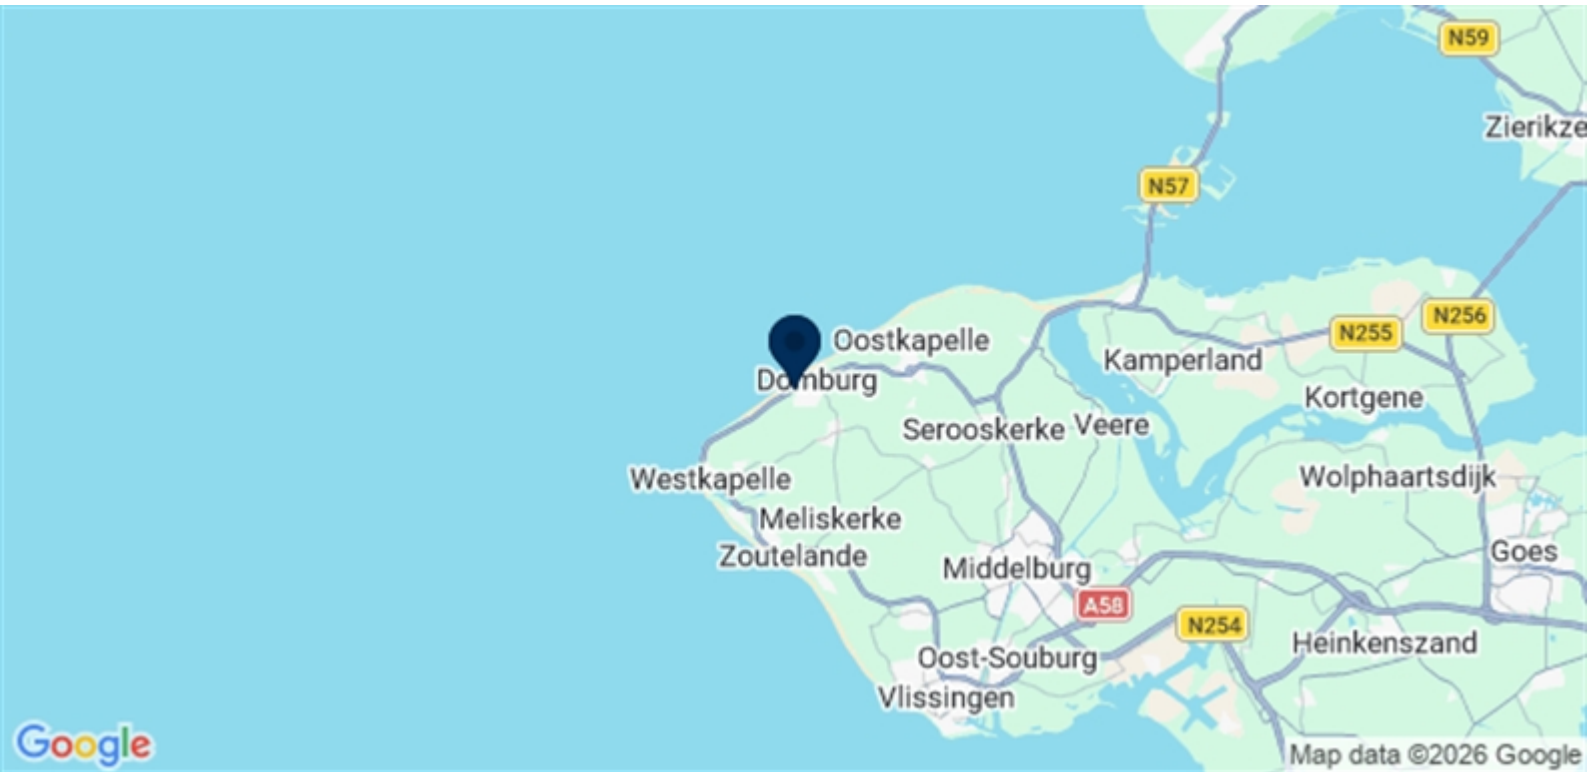 N59
Zierikze
N57
N256
N255
Oostkapelle
Kamperland
Domburg
Kortgene
Serooskerke
Veere
Westkapelle
Wolphaartsdijk
Meliskerke
Zoutelande
Goes
Middelburg
A58
N254
Heinkenszand
Oost-Souburg
Vlissingen
Google
Map data ©2026 Google